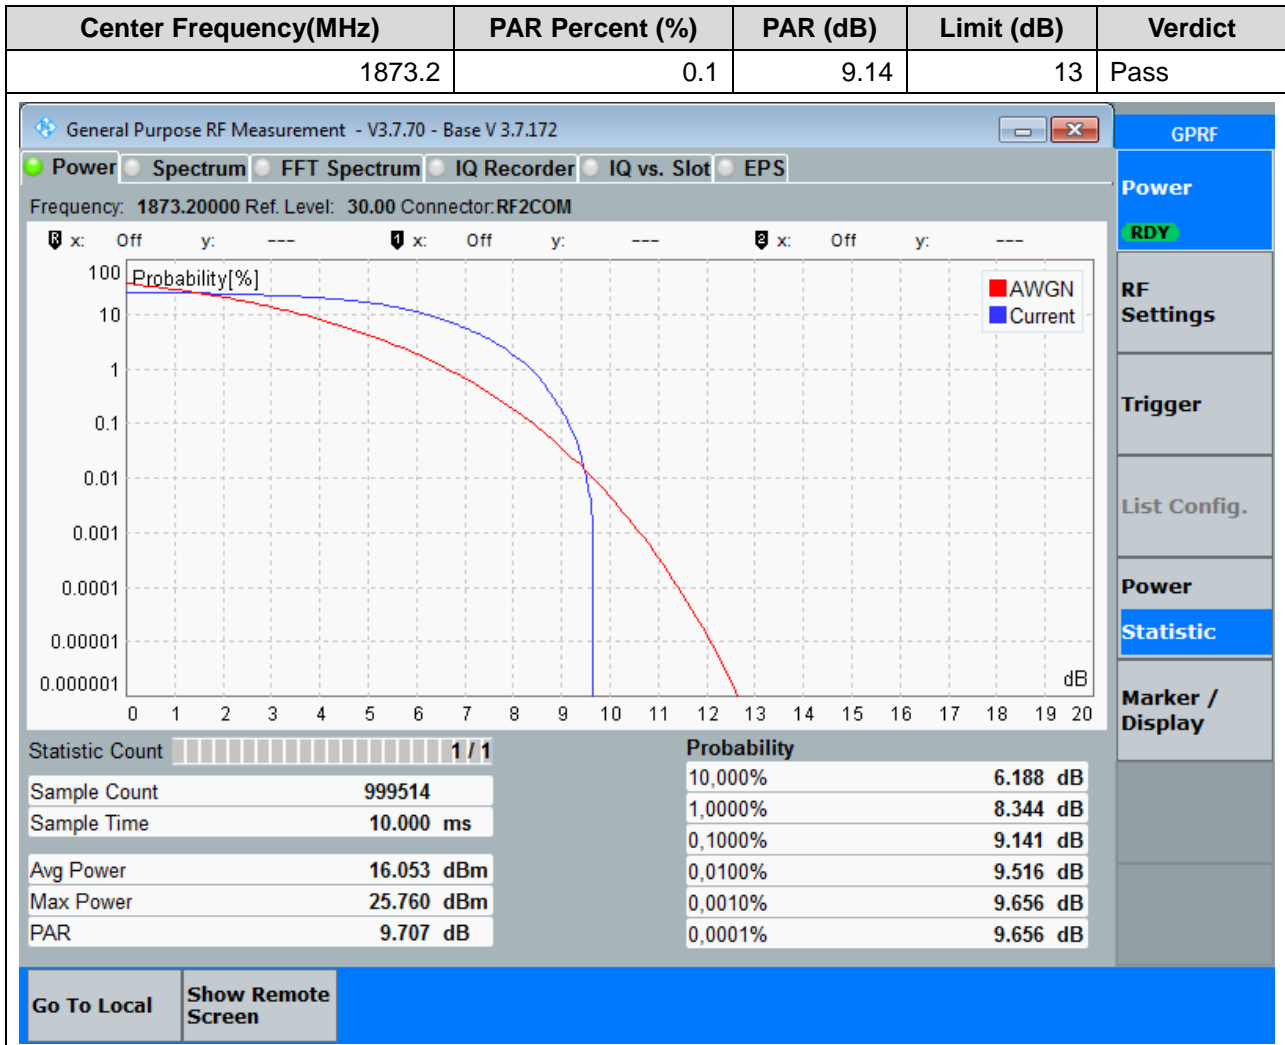 Center Frequency(MHz) PAR Percent (%) PAR (dB) Limit (dB) Verdict
1873.2 0.1 9.14 13 Pass
General Purpose RF Measurement - V3.7.70 - Base V 3.7.172
GPRF
Power Spectrum FFT Spectrum IQ Recorder IQ vs. Slot EPS
Frequency: 1873.20000 Ref. Level: 30.00 Connector:RF2COM
R x: Off y: --- 1 x: Off y: --- 2 x: Off y: ---
Probability[%]
AWGN
Current
100
10
1
0.1
0.01
0.001
0.0001
0.00001
0.000001
dB
0 1 2 3 4 5 6 7 8 9 10 11 12 13 14 15 16 17 18 19 20
Statistic Count 1 / 1
Sample Count 999514
Sample Time 10.000 ms
Avg Power 16.053 dBm
Max Power 25.760 dBm
PAR 9.707 dB
Probability
10,000% 6.188 dB
1,0000% 8.344 dB
0,1000% 9.141 dB
0,0100% 9.516 dB
0,0010% 9.656 dB
0,0001% 9.656 dB
Power
RDY
RF
Settings
Trigger
List Config.
Power
Statistic
Marker /
Display
Go To Local
Show Remote
Screen